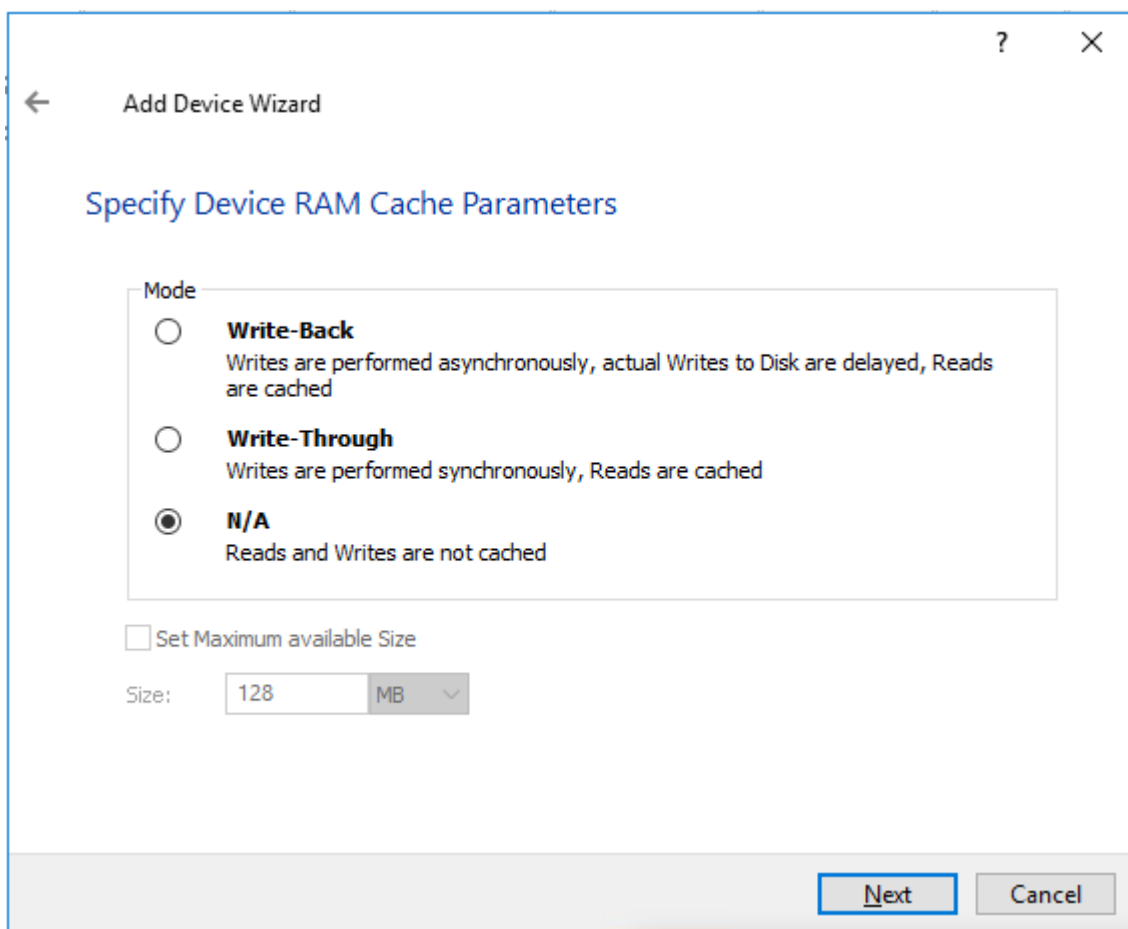 ?
Add Device Wizard
Specify Device RAM Cache Parameters
Mode
Write-Back
Writes are performed asynchronously, actual Writes to Disk are delayed, Reads
are cached
Write-Through
Writes are performed synchronously, Reads are cached
N/A
Reads and Writes are not cached
Set Maximum available Size
Size: 128 MB
Next Cancel